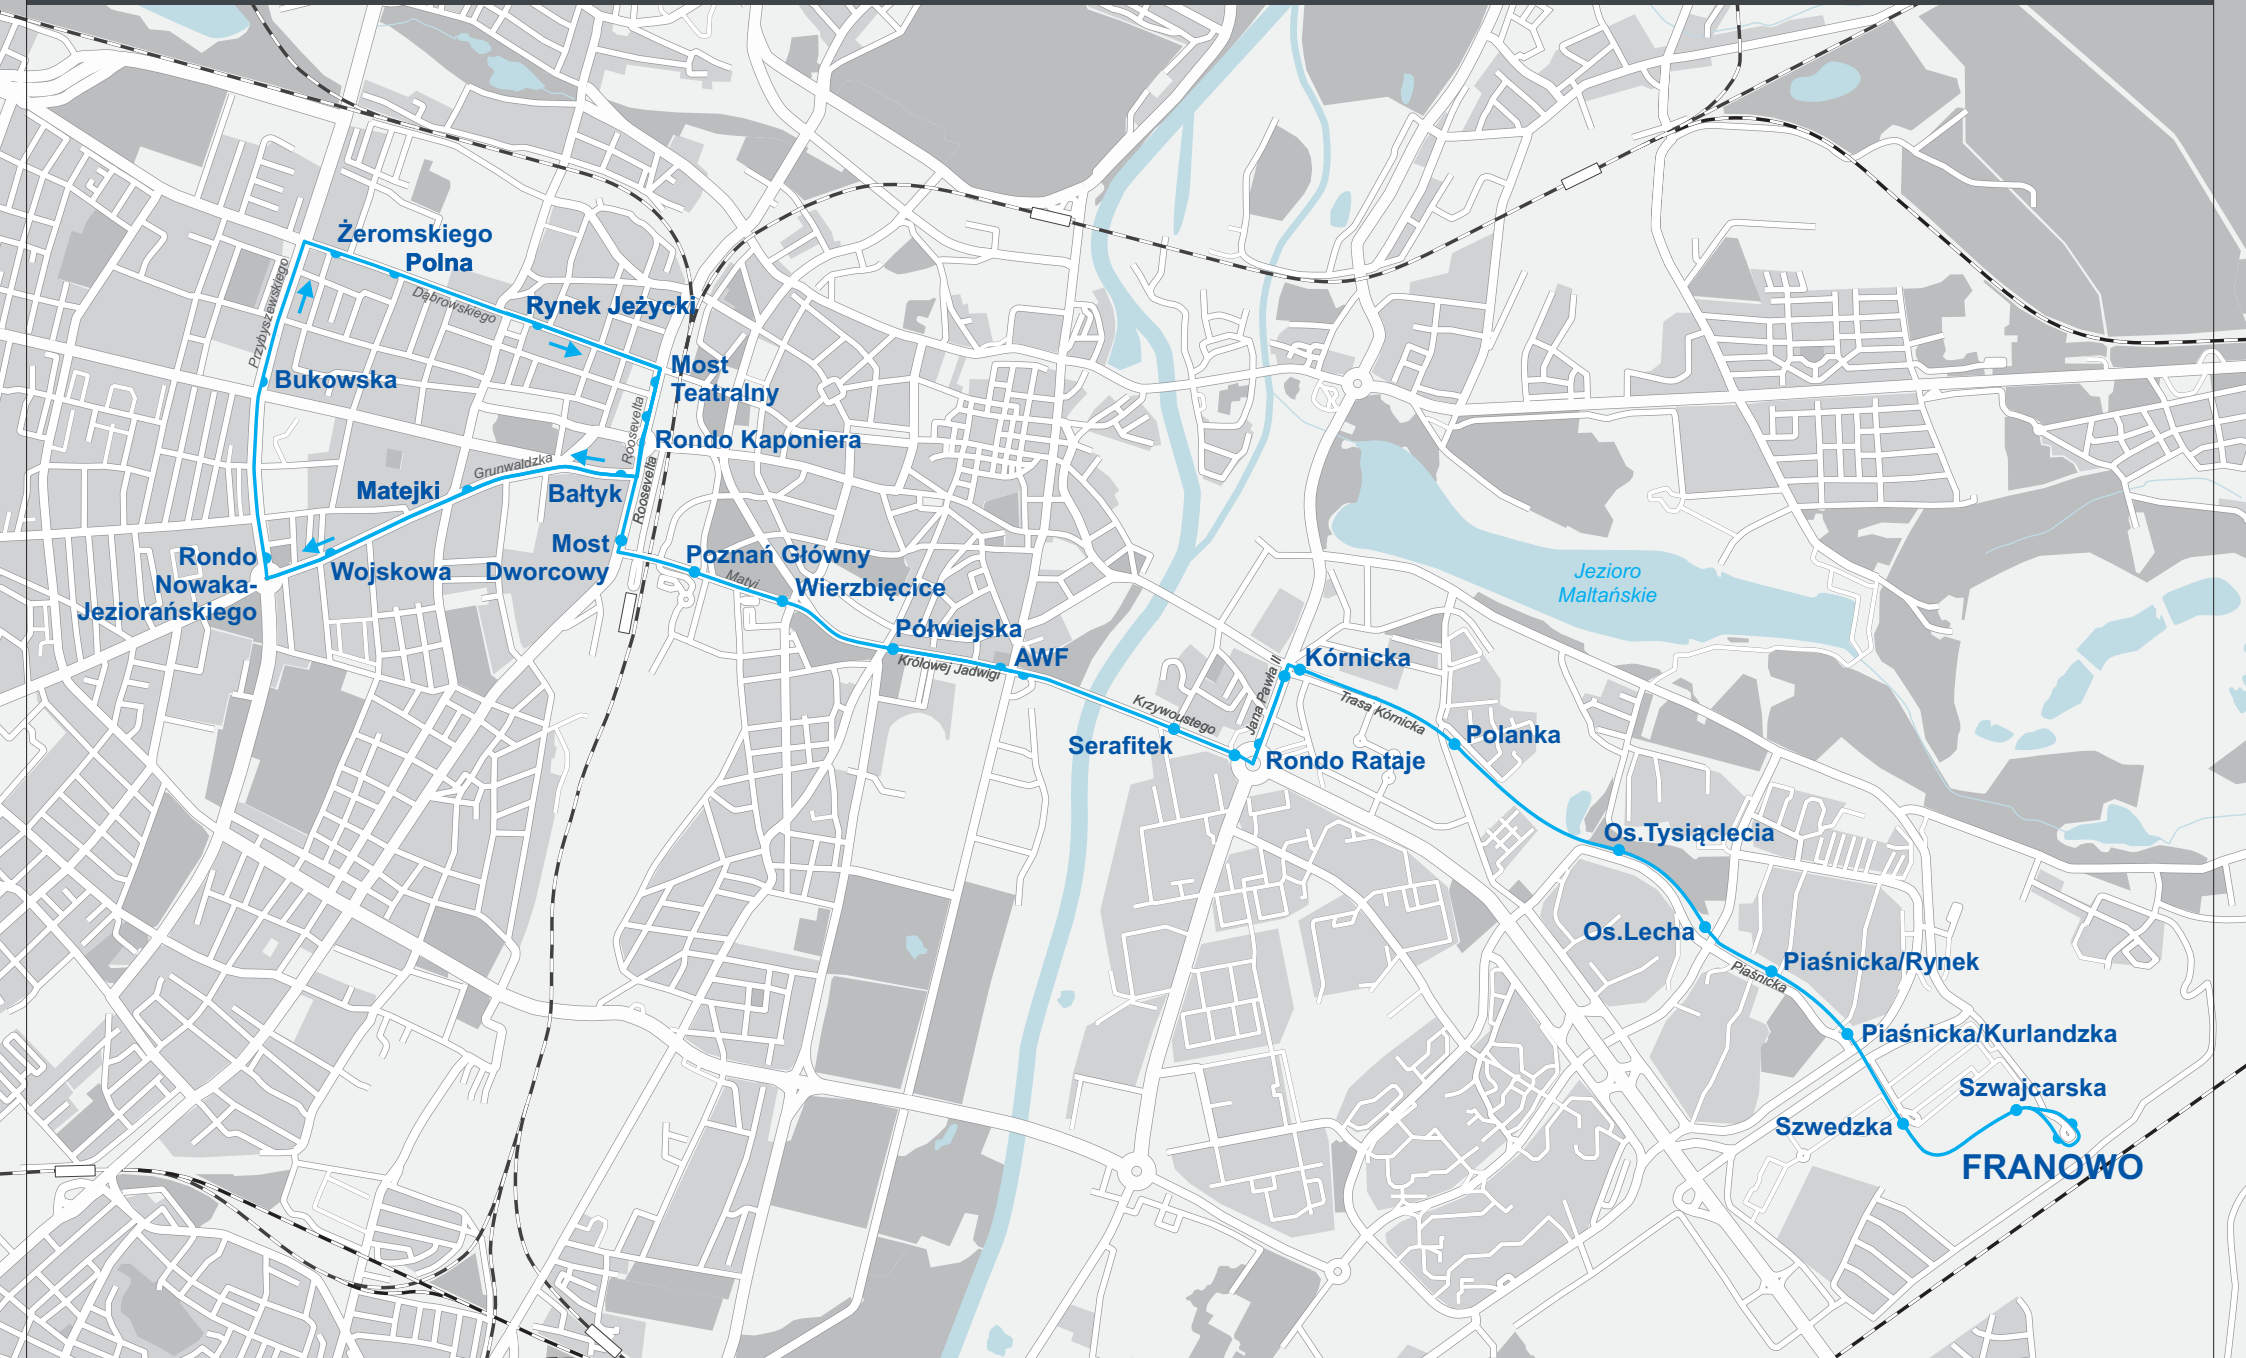 Żeromskiego
Polna
Przybyszewskiego
Dąbrowskiego
Rynek Jeżycki
Most
Teatralny
Bukowska
Roosevelta
Rondo Kaponiera
Grunwaldzka
Roosevelta
Matejki
Bałtyk
Most
Dworcowy
Rondo
Nowaka-
Jeziorańskiego
Wojskowa
Poznań Główny
Matyi
Wierzbięcice
Półwiejska
Królowej Jadwigi
AWF
Jezioro
Maltańskie
Krzywoustego
Jana Pawła II
Kórnicka
Trasa Kórnicka
Serafitek
Rondo Rataje
Polanka
Os.Tysiąclecia
Os.Lecha
Piaśnicka
Piaśnicka/Rynek
Piaśnicka/Kurlandzka
Szwajcarska
Szwedzka
FRANOWO